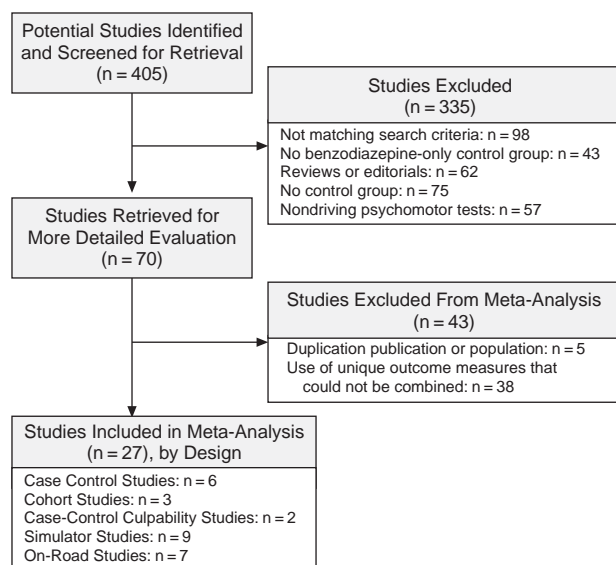 Potential Studies Identified
and Screened for Retrieval
(n = 405)
Studies Excluded
(n = 335)
Not matching search criteria: n = 98
No benzodiazepine-only control group: n = 43
Reviews or editorials: n = 62
No control group: n = 75
Nondriving psychomotor tests: n = 57
Studies Retrieved for
More Detailed Evaluation
(n = 70)
Studies Excluded From Meta-Analysis
(n = 43)
Duplication publication or population: n = 5
Use of unique outcome measures that
could not be combined: n = 38
Studies Included in Meta-Analysis
(n = 27), by Design
Case Control Studies: n = 6
Cohort Studies: n = 3
Case-Control Culpability Studies: n = 2
Simulator Studies: n = 9
On-Road Studies: n = 7